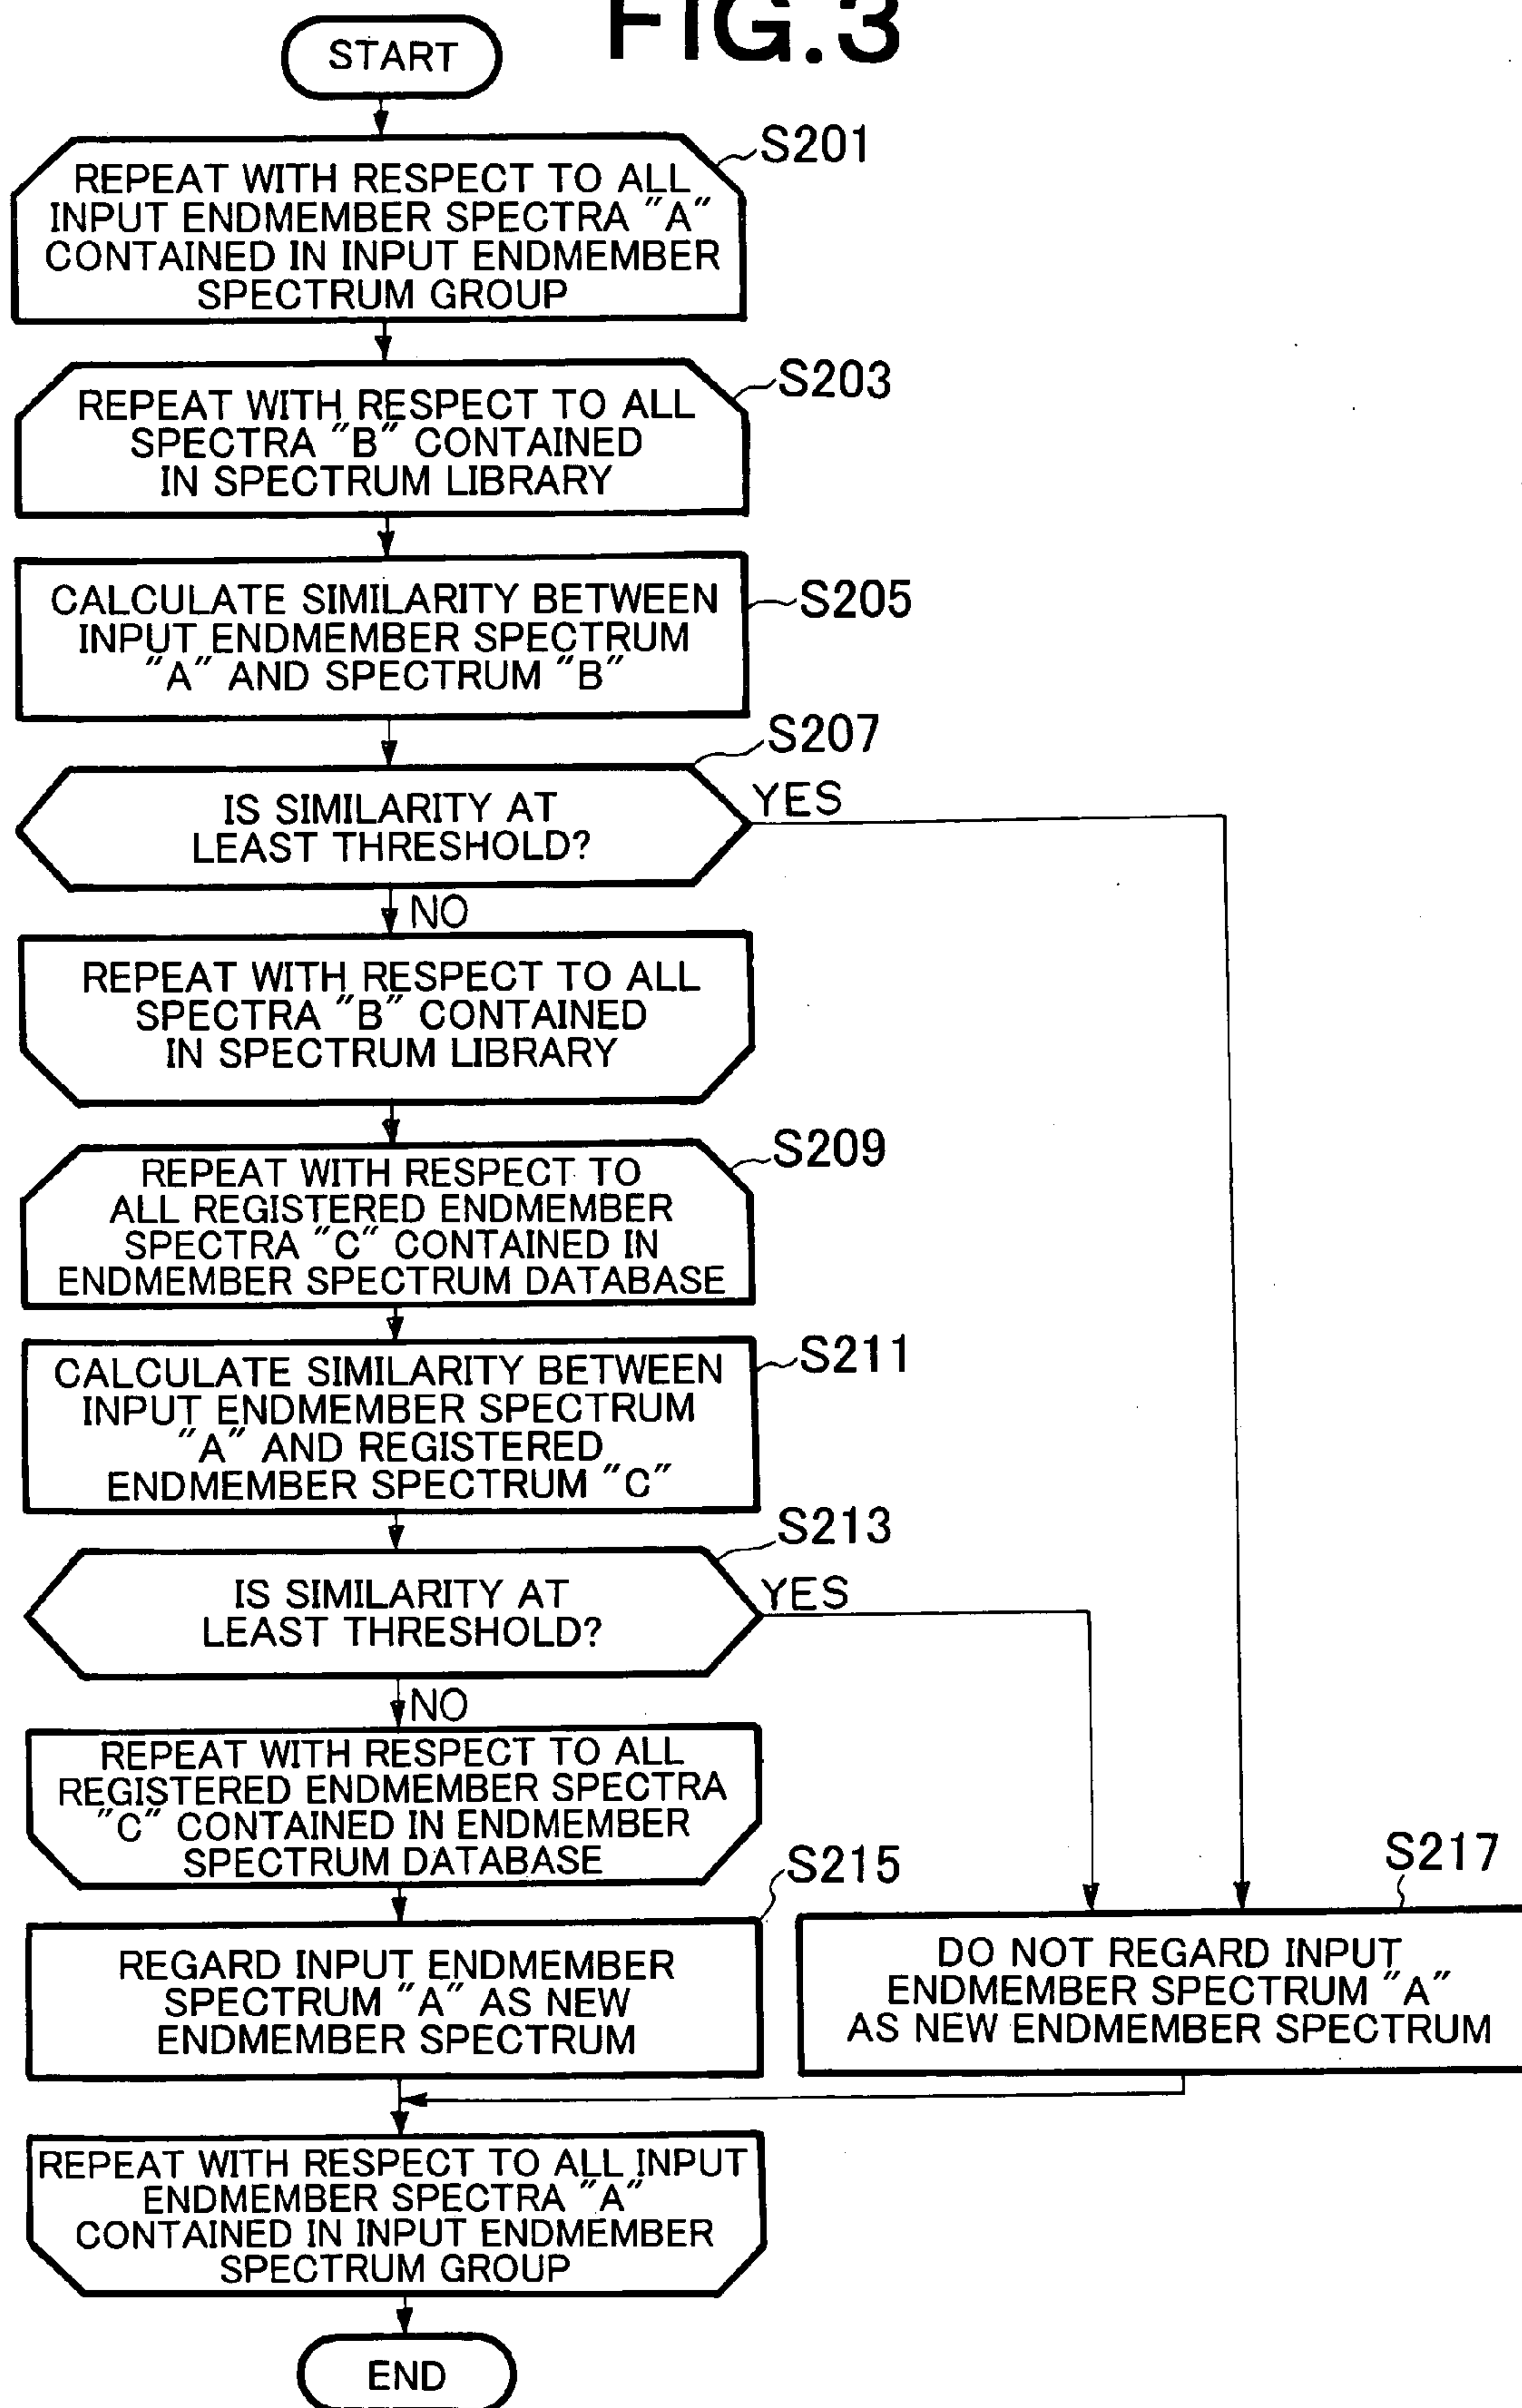 FIG.3
START
S201
REPEAT WITH RESPECT TO ALL
INPUT ENDMEMBER SPECTRA "A"
CONTAINED IN INPUT ENDMEMBER
SPECTRUM GROUP
S203
REPEAT WITH RESPECT TO ALL
SPECTRA "B" CONTAINED
IN SPECTRUM LIBRARY
S205
CALCULATE SIMILARITY BETWEEN
INPUT ENDMEMBER SPECTRUM
"A" AND SPECTRUM "B"
S207
IS SIMILARITY AT
LEAST THRESHOLD?
YES
NO
REPEAT WITH RESPECT TO ALL
SPECTRA "B" CONTAINED
IN SPECTRUM LIBRARY
S209
REPEAT WITH RESPECT TO
ALL REGISTERED ENDMEMBER
SPECTRA "C" CONTAINED IN
ENDMEMBER SPECTRUM DATABASE
S211
CALCULATE SIMILARITY BETWEEN
INPUT ENDMEMBER SPECTRUM
"A" AND REGISTERED
ENDMEMBER SPECTRUM "C"
S213
IS SIMILARITY AT
LEAST THRESHOLD?
YES
NO
REPEAT WITH RESPECT TO ALL
REGISTERED ENDMEMBER SPECTRA
"C" CONTAINED IN ENDMEMBER
SPECTRUM DATABASE
S215
REGARD INPUT ENDMEMBER
SPECTRUM "A" AS NEW
ENDMEMBER SPECTRUM
S217
DO NOT REGARD INPUT
ENDMEMBER SPECTRUM "A"
AS NEW ENDMEMBER SPECTRUM
REPEAT WITH RESPECT TO ALL INPUT
ENDMEMBER SPECTRA "A"
CONTAINED IN INPUT ENDMEMBER
SPECTRUM GROUP
END